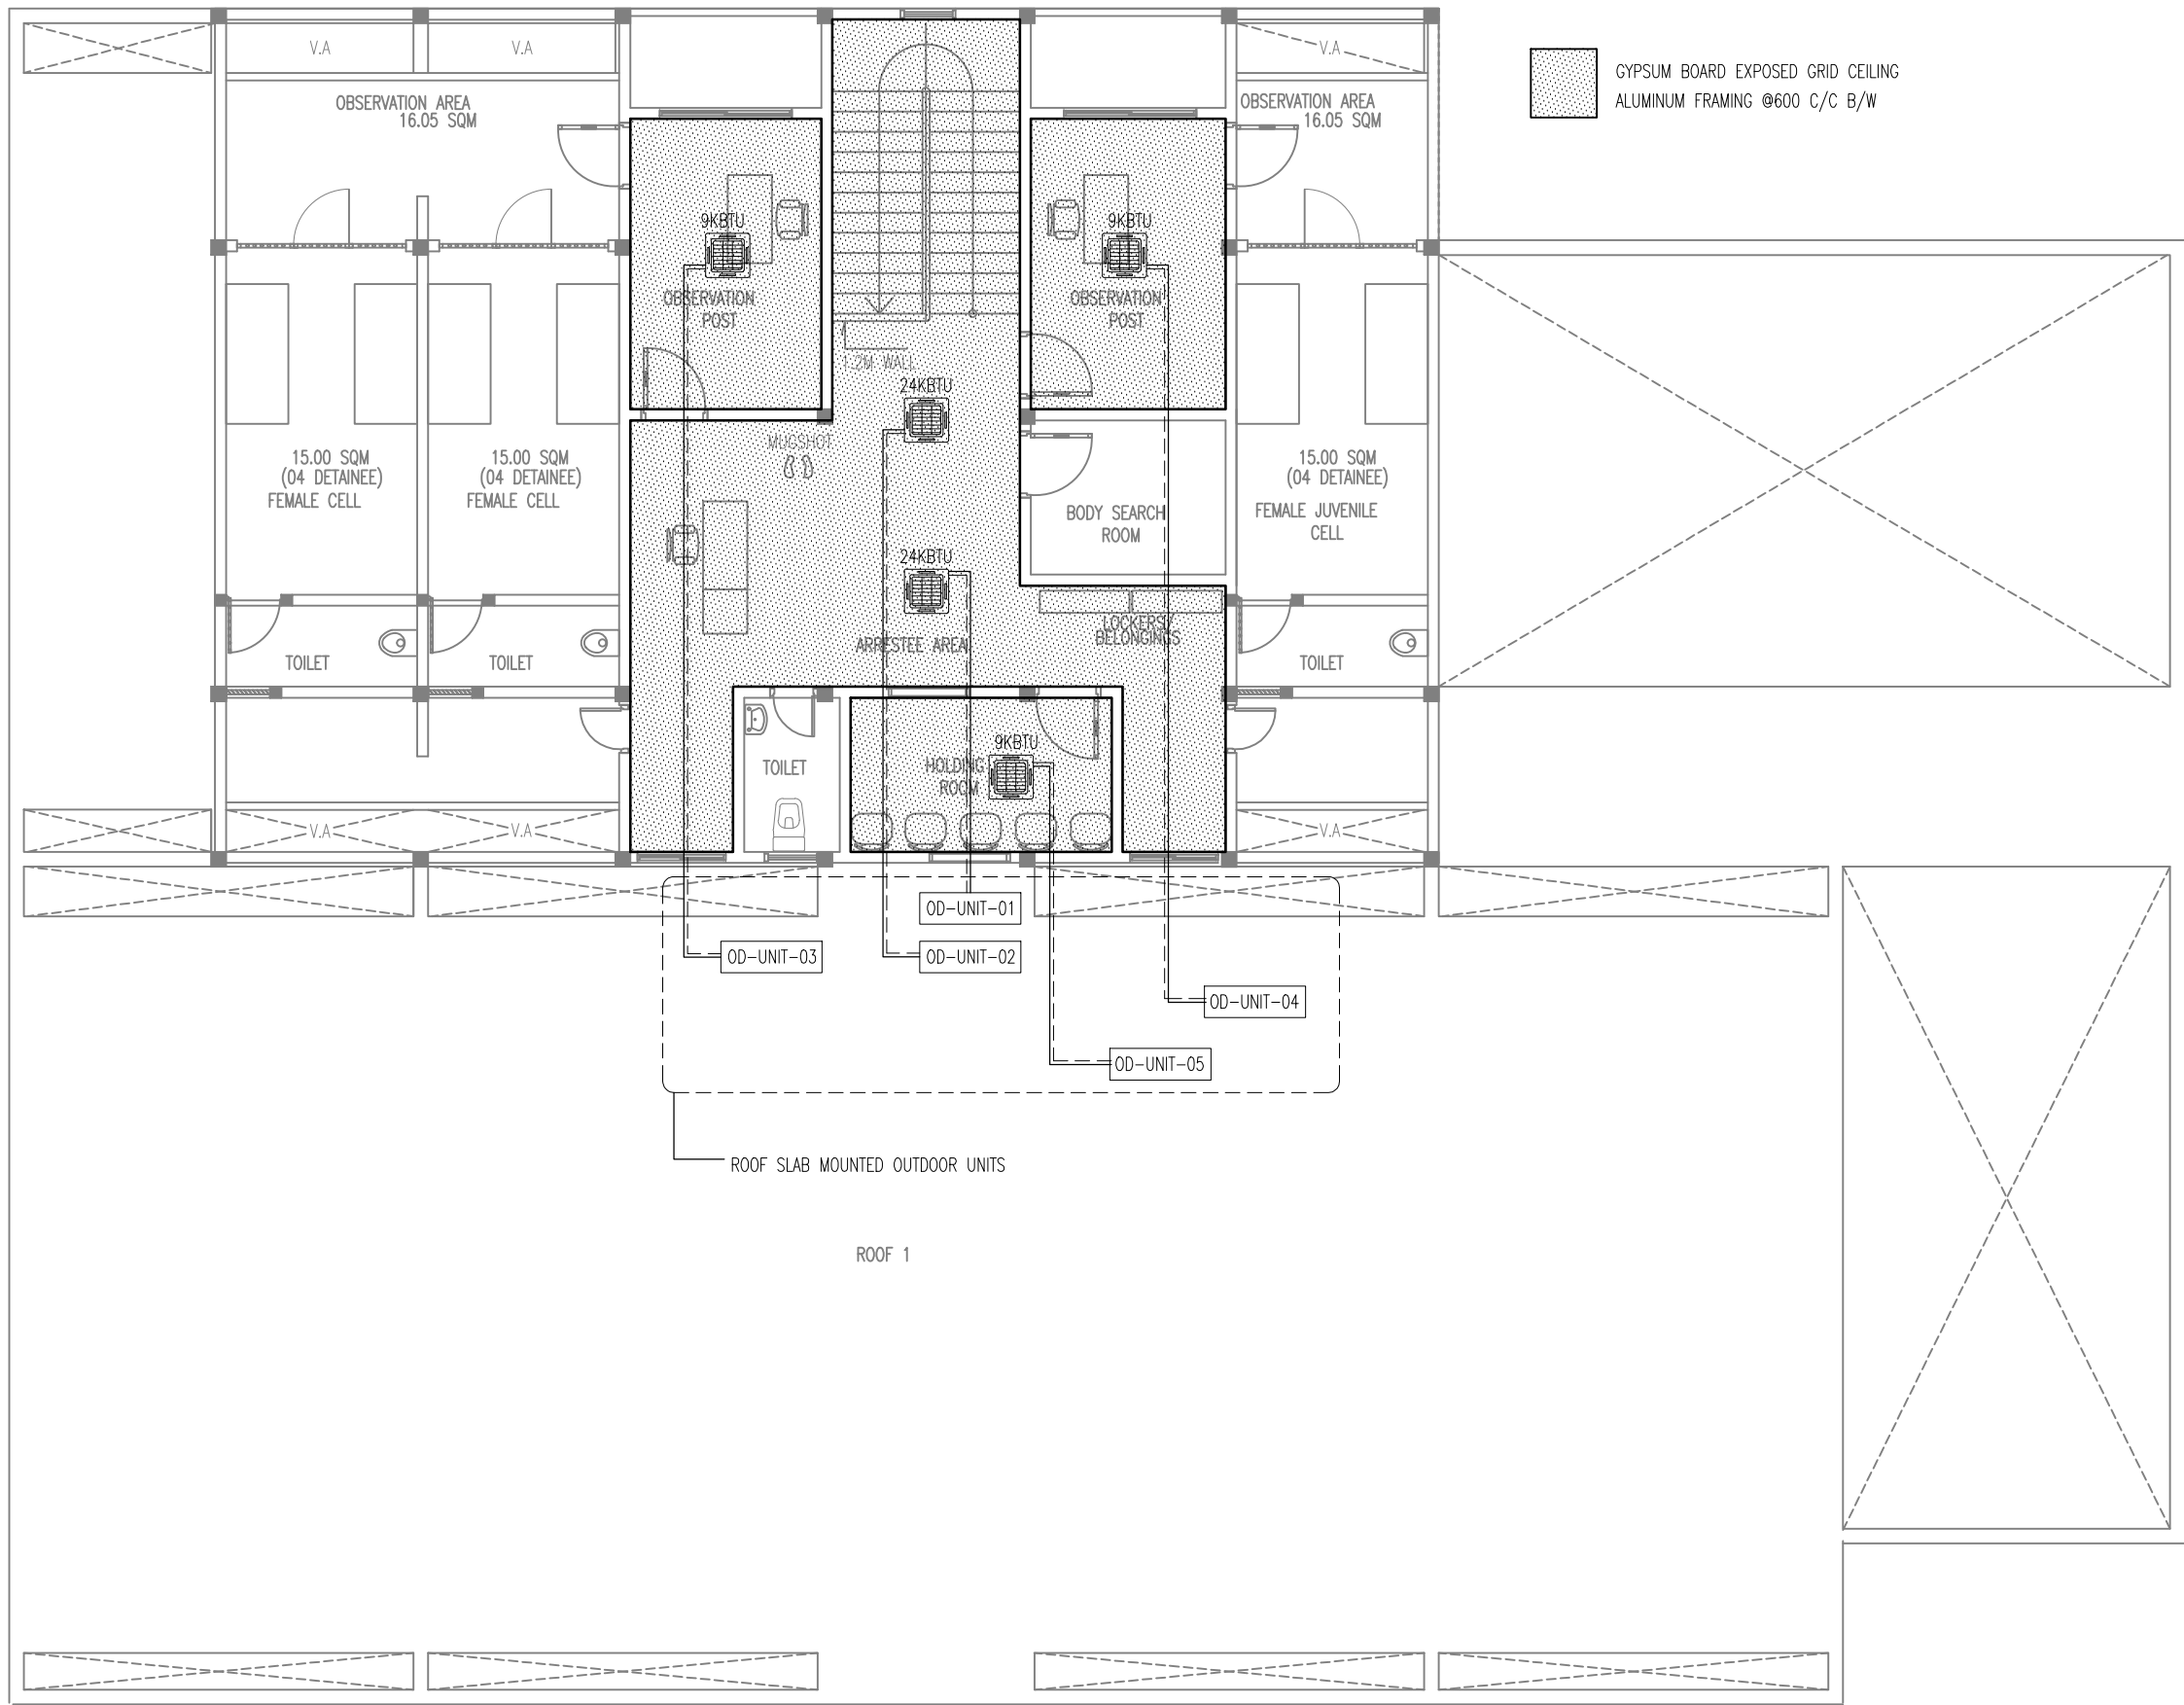 V.A
V.A
V.A
GYPSUM BOARD EXPOSED GRID CEILING
ALUMINUM FRAMING @600 C/C B/W
OBSERVATION AREA
16.05 SQM
OBSERVATION AREA
16.05 SQM
9KBTU
9KBTU
OBSERVATION
POST
OBSERVATION
POST
1.2M WALL
24KBTU
MUGSHOT
15.00 SQM
(04 DETAINEE)
FEMALE CELL
15.00 SQM
(04 DETAINEE)
FEMALE CELL
15.00 SQM
(04 DETAINEE)
FEMALE JUVENILE
CELL
BODY SEARCH
ROOM
24KBTU
LOCKERS/
BELONGINGS
ARRESTEE AREA
TOILET
TOILET
TOILET
9KBTU
TOILET
HOLDING
ROOM
V.A
V.A
V.A
OD-UNIT-01
OD-UNIT-03
OD-UNIT-02
OD-UNIT-04
OD-UNIT-05
ROOF SLAB MOUNTED OUTDOOR UNITS
ROOF 1